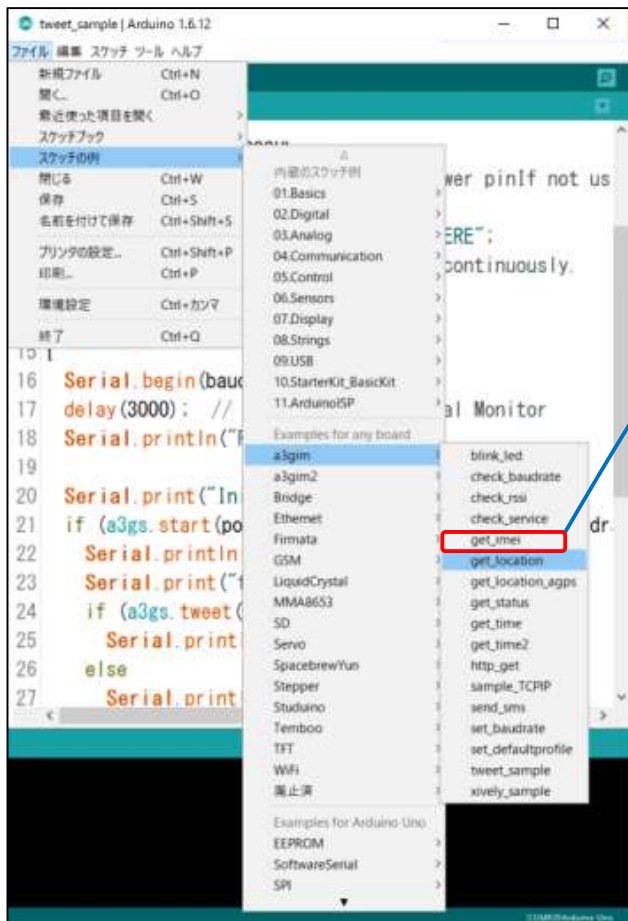 tweet_sample | Arduino 1.6.12
ファイル 編集 スケッチ ツール ヘルプ
新規ファイル Ctrl+N
開く... Ctrl+O
最近使った項目を開く
スケッチブック
スケッチの例
閉じる Ctrl+W
保存 Ctrl+S
名前を付けて保存 Ctrl+Shift+S
プリンタの設定... Ctrl+Shift+P
印刷... Ctrl+P
環境設定 Ctrl+カンマ
終了 Ctrl+Q
内蔵のスケッチ例
01.Basics
02.Digital
03.Analog
04.Communication
05.Control
06.Sensors
07.Display
08.Strings
09.USB
10.StarterKit_BasicKit
11.ArduinoISP
Examples for any board
a3gim
a3gim2
Bridge
Ethernet
Firmata
GSM
LiquidCrystal
MMA8653
SD
Servo
SpacebrewYun
Stepper
Studuino
Temboo
TFT
WiFi
廃止済
Examples for Arduino Uno
EEPROM
SoftwareSerial
SPI
blink_led
check_baudrate
check_rssi
check_service
get_imei
get_location
get_location_agps
get_status
get_time
get_time2
http_get
sample_TCPIP
send_sms
set_baudrate
set_defaultprofile
tweet_sample
xively_sample
wer pinIf not us
ERE";
continuously.
15 {
16 Serial.begin(baud
17 delay(3000); // al Monitor
18 Serial.println("
19
20 Serial.print("Ini
21 if (a3gs.start(po dr
22 Serial.println
23 Serial.print("
24 if (a3gs.tweet(
25 Serial.print
26 else
27 Serial.print